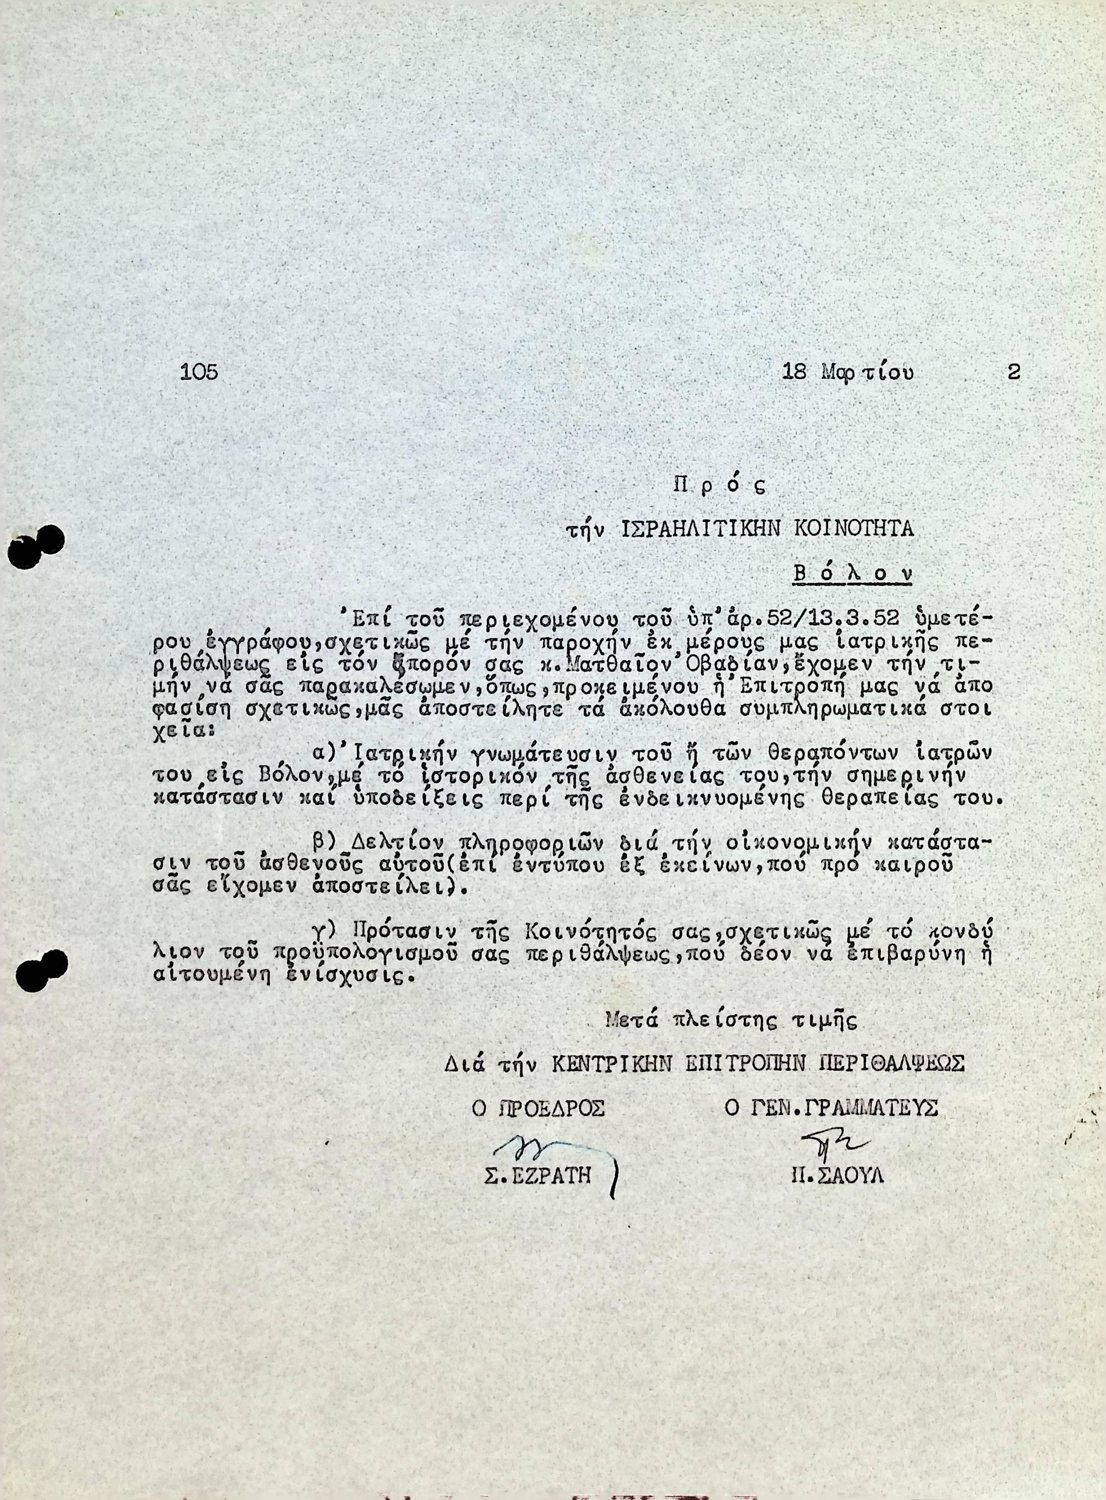 105 18 Μαρτίου 2
Π ρ ό ς
τήν ΙΣΡΑΗΛΙΤΙΚΗΝ ΚΟΙΝΟΤΗΤΑ
Β ό λ ο ν
Ἐπί τοῦ περιεχομένου τοῦ ὑπ' ἀρ.52/13.3.52 ὑμετέ-
ρου ἐγγράφου,σχετικῶς μέ τήν παροχήν ἐκ μέρους μας ἰατρικῆς πε-
ριθάλψεως εἰς τόν ἄπορόν σας κ.Ματθαῖον Ὀβαδίαν,ἔχομεν τήν τι-
μήν νά σᾶς παρακαλέσωμεν,ὅπως,προκειμένου ἡ Ἐπιτροπή μας νά ἀπο
φασίση σχετικῶς,μᾶς ἀποστείλητε τά ἀκόλουθα συμπληρωματικά στοι
χεῖα:
α) Ἰατρικήν γνωμάτευσιν τοῦ ἤ τῶν θεραπόντων ἰατρῶν
του εἰς Βόλον,μέ τό ἱστορικόν τῆς ἀσθενείας του,τήν σημερινήν
κατάστασιν καί ὑποδείξεις περί τῆς ἐνδεικνυομένης θεραπείας του.
β) Δελτίον πληροφοριῶν διά τήν οἰκονομικήν κατάστα-
σιν τοῦ ἀσθενοῦς αὐτοῦ(ἐπί ἐντύπου ἐξ ἐκείνων,πού πρό καιροῦ
σᾶς εἴχομεν ἀποστείλει).
γ) Πρότασιν τῆς Κοινότητός σας,σχετικῶς μέ τό κονδύ
λιον τοῦ προϋπολογισμοῦ σας περιθάλψεως,πού δέον νά ἐπιβαρύνη ἡ
αἰτουμένη ἐνίσχυσις.
Μετά πλείστης τιμῆς
Διά τήν ΚΕΝΤΡΙΚΗΝ ΕΠΙΤΡΟΠΗΝ ΠΕΡΙΘΑΛΨΕΩΣ
Ο ΠΡΟΕΔΡΟΣ Ο ΓΕΝ.ΓΡΑΜΜΑΤΕΥΣ
Σ.ΕΖΡΑΤΗ Π.ΣΑΟΥΛ